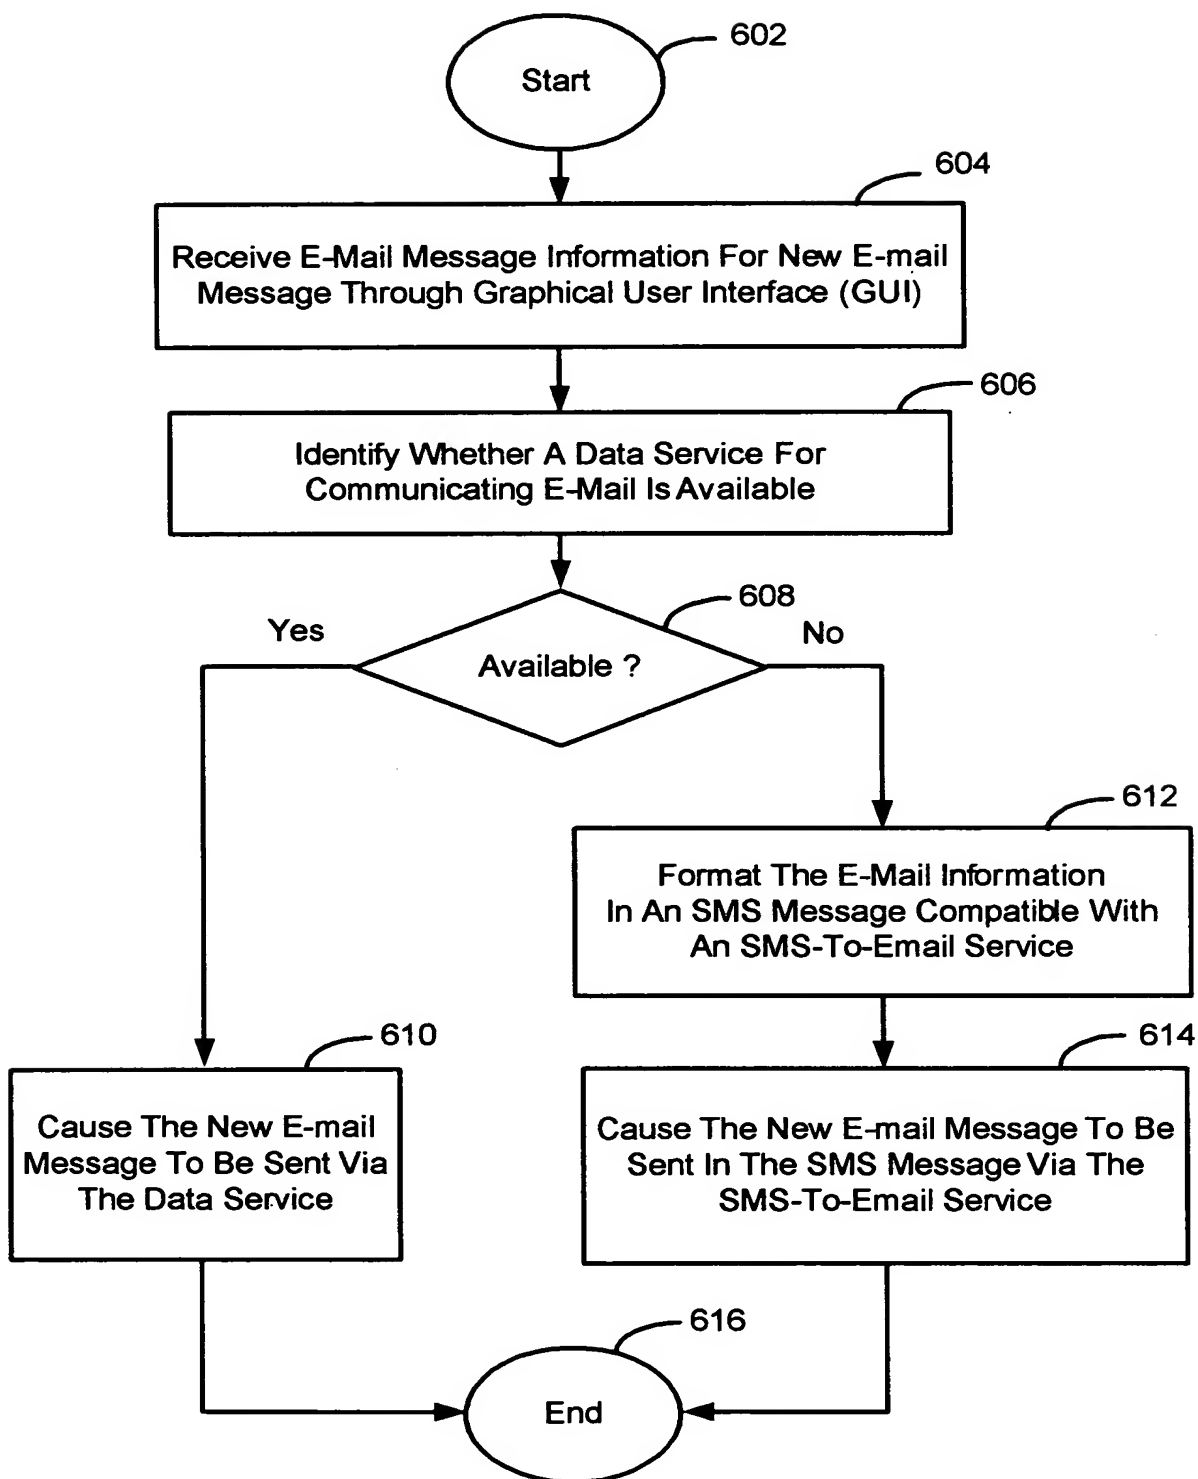 602
Start
604
Receive E-Mail Message Information For New E-mail
Message Through Graphical User Interface (GUI)
606
Identify Whether A Data Service For
Communicating E-Mail Is Available
608
Yes
No
Available ?
612
Format The E-Mail Information
In An SMS Message Compatible With
An SMS-To-Email Service
610
614
Cause The New E-mail
Message To Be Sent Via
The Data Service
Cause The New E-mail Message To Be
Sent In The SMS Message Via The
SMS-To-Email Service
616
End